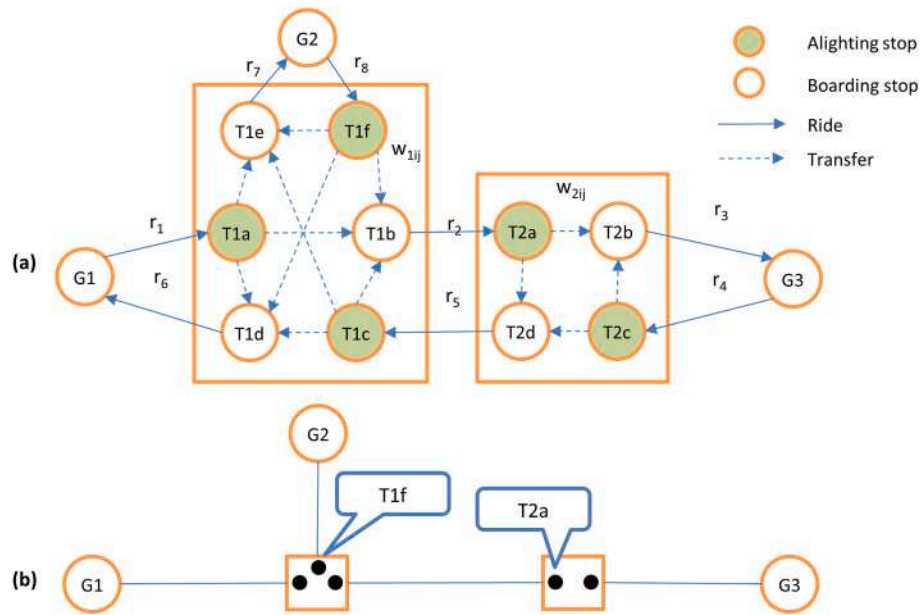 G2
Alighting stop
r7
r8
Boarding stop
T1e
T1f
Ride
w1ij
Transfer
w2ij
r1
T1a
T1b
r2
T2a
T2b
r3
(a)
G1
r6
r5
r4
G3
T1d
T1c
T2d
T2c
G2
T1f
T2a
(b)
G1
G3